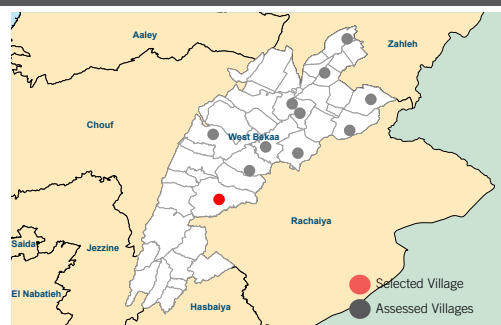 Aaley
Zahleh
Chouf
West Bekaa
Rachaiya
Saida
Jezzine
El Nabatieh
Hasbaiya
Selected Village
Assessed Villages